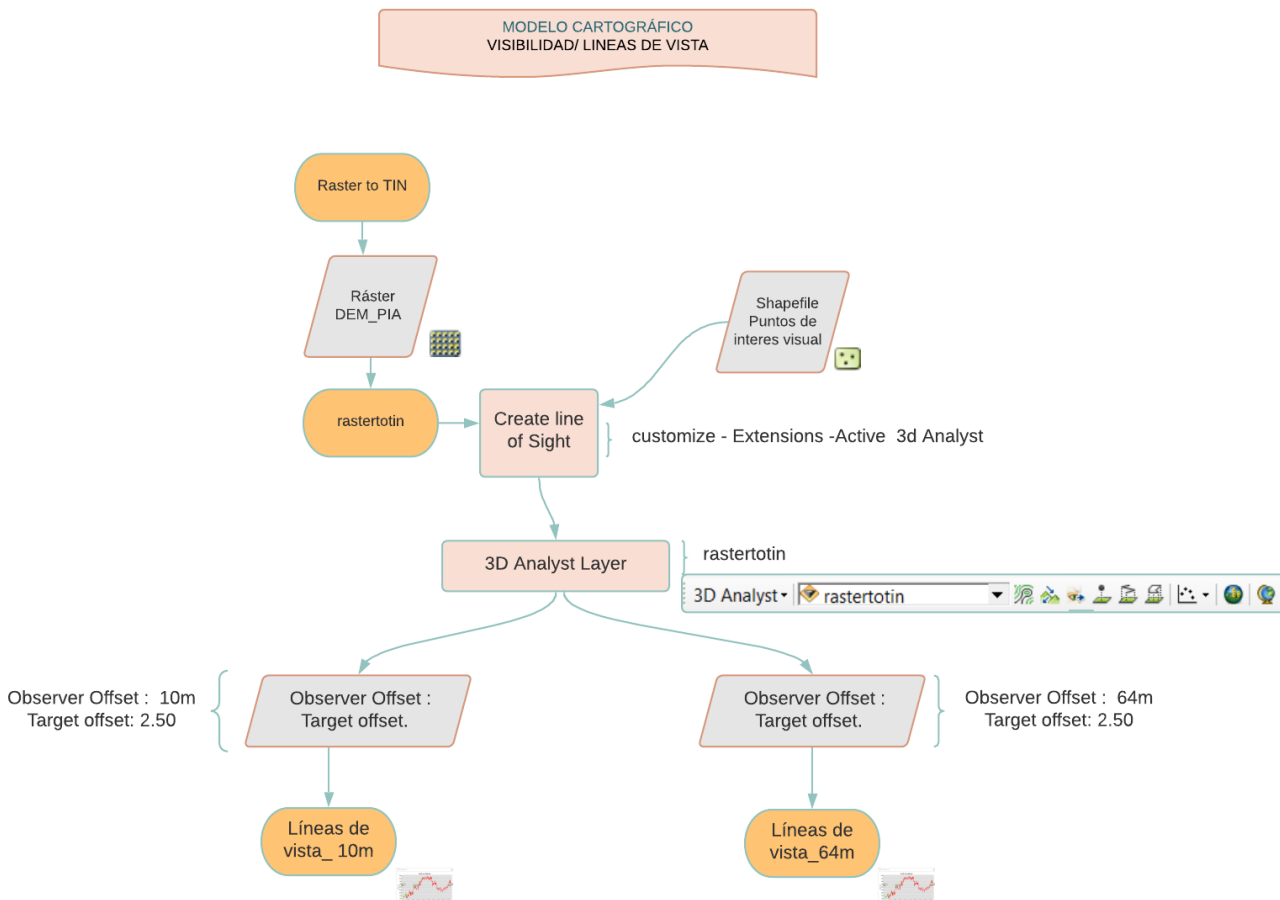 MODELO CARTOGRÁFICO
VISIBILIDAD/ LINEAS DE VISTA
Raster to TIN
Ráster
DEM_PIA
Shapefile
Puntos de
interes visual
rastertotin
Create line
of Sight
customize - Extensions -Active 3d Analyst
3D Analyst Layer
rastertotin
3D Analyst
rastertotin
Observer Offset : 10m
Target offset: 2.50
Observer Offset :
Target offset.
Observer Offset :
Target offset.
Observer Offset : 64m
Target offset: 2.50
Líneas de
vista_ 10m
Líneas de
vista_64m